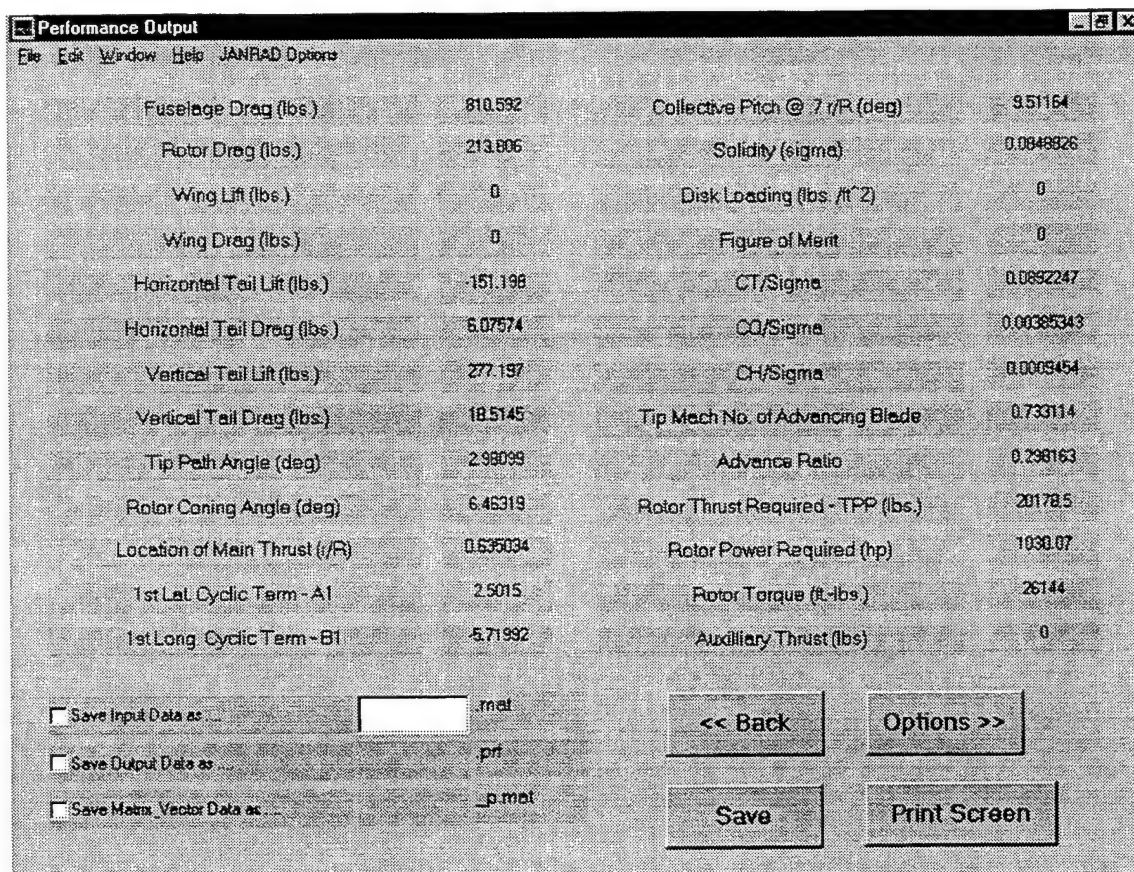 Performance Output
File Edit Window Help JANRAD Options
Fuselage Drag (lbs.) 810.592 Collective Pitch @ .7 r/R (deg) 9.51164
Rotor Drag (lbs.) 213.806 Solidity (sigma) 0.0848826
Wing Lift (lbs.) 0 Disk Loading (lbs. /ft^2) 0
Wing Drag (lbs.) 0 Figure of Merit 0
Horizontal Tail Lift (lbs.) -151.198 CT/Sigma 0.0892247
Horizontal Tail Drag (lbs.) 6.07574 CQ/Sigma 0.00385343
Vertical Tail Lift (lbs.) 277.197 CH/Sigma 0.0009454
Vertical Tail Drag (lbs.) 18.5145 Tip Mach No. of Advancing Blade 0.733114
Tip Path Angle (deg) 2.98099 Advance Ratio 0.298163
Rotor Coning Angle (deg) 6.46319 Rotor Thrust Required - TPP (lbs.) 20178.5
Location of Main Thrust (r/R) 0.635034 Rotor Power Required (hp)
1st Lat. Cyclic Term - A1 2.5015 Rotor Torque (ft.-lbs.) 26144
1st Long. Cyclic Term - B1 -5.71992 Auxilliary Thrust (lbs) 0
Save Input Data as ... .mat
Save Output Data as ... .prf
Save Matrix_Vector Data as ... _p.mat
<< Back Options >>
Save Print Screen